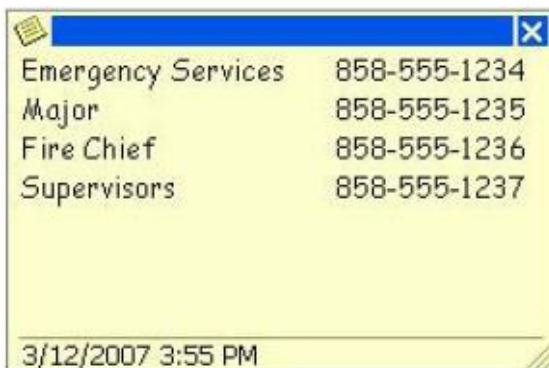 Emergency Services 858-555-1234
Major 858-555-1235
Fire Chief 858-555-1236
Supervisors 858-555-1237
3/12/2007 3:55 PM